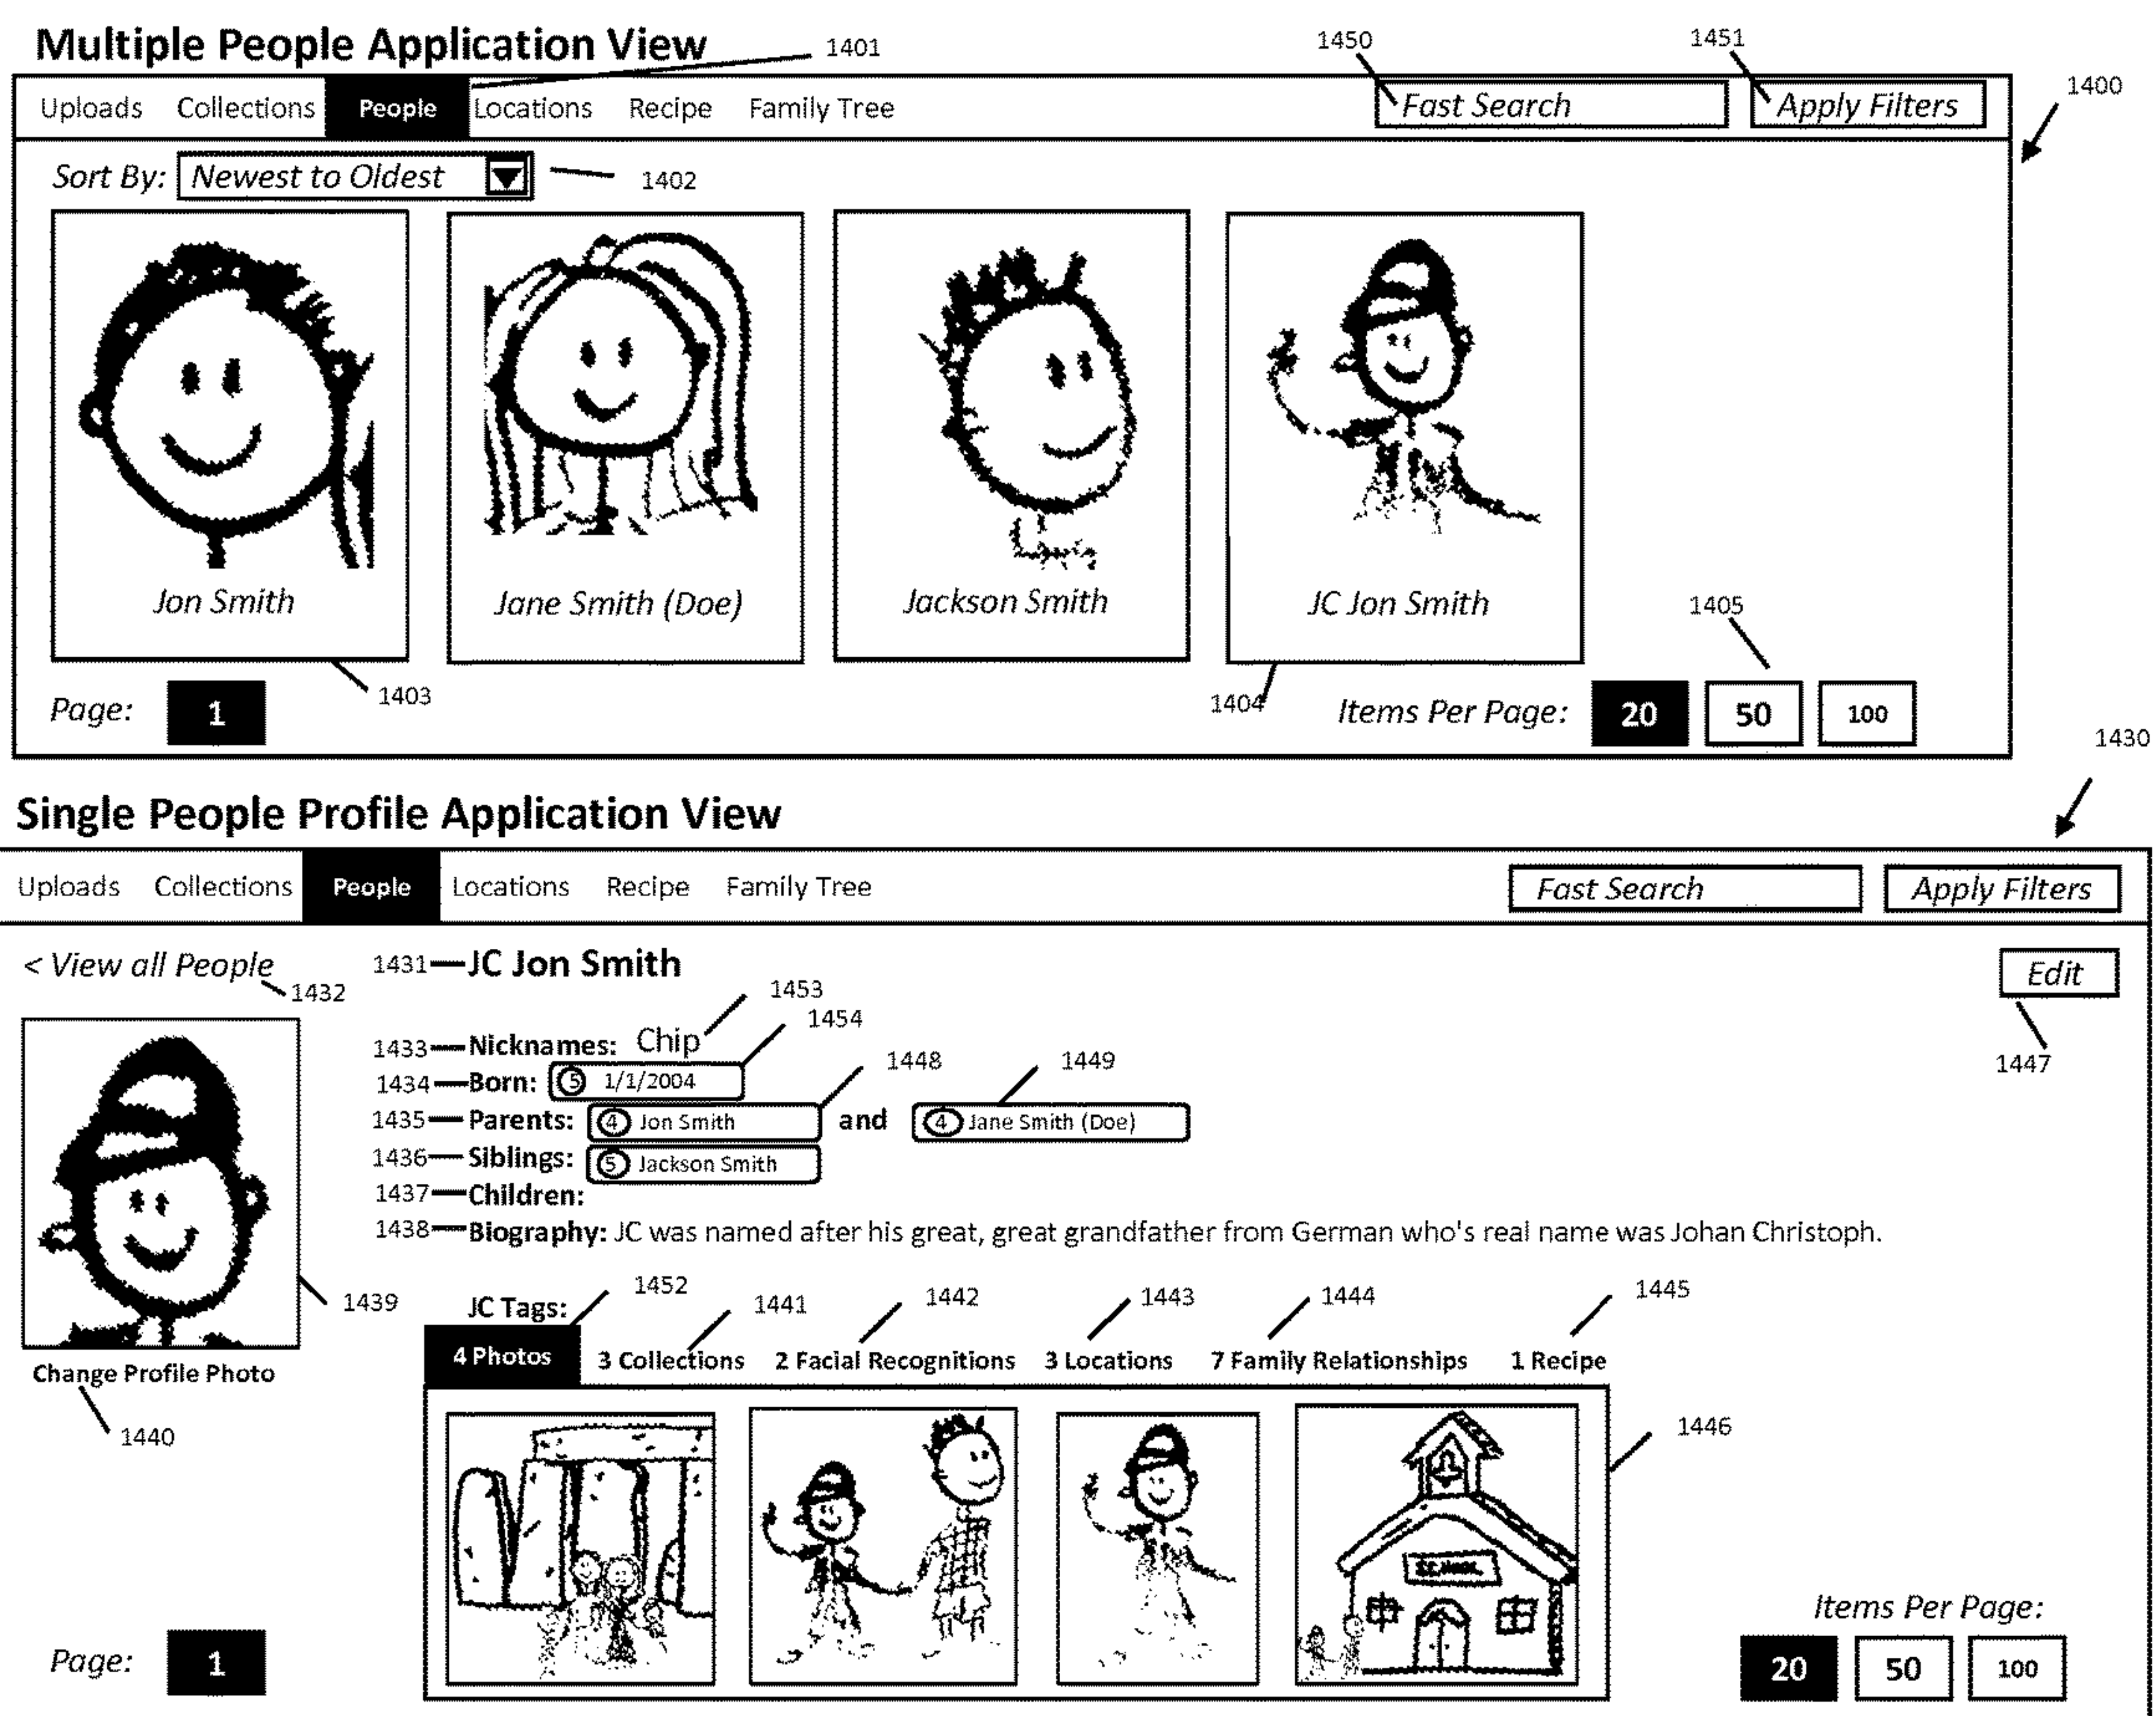 Multiple People Application View
1401
1450
1451
1400
Uploads Collections People Locations Recipe Family Tree Fast Search Apply Filters
Sort By: Newest to Oldest
1402
Jon Smith
Jane Smith (Doe)
Jackson Smith
JC Jon Smith
1405
1403
1404
Page: 1
Items Per Page: 20 50 100
1430
Single People Profile Application View
Uploads Collections People Locations Recipe Family Tree Fast Search Apply Filters
< View all People
1432
1431 JC Jon Smith
Edit
1447
1453
1454
1433 Nicknames: Chip
1434 Born: 5 1/1/2004
1448
1449
1435 Parents: 4 Jon Smith and 4 Jane Smith (Doe)
1436 Siblings: 5 Jackson Smith
1437 Children:
1438 Biography: JC was named after his great, great grandfather from German who's real name was Johan Christoph.
1439
Change Profile Photo
1440
JC Tags:
1452
1441
1442
1443
1444
1445
4 Photos 3 Collections 2 Facial Recognitions 3 Locations 7 Family Relationships 1 Recipe
1446
SCHOOL
Page: 1
Items Per Page:
20 50 100